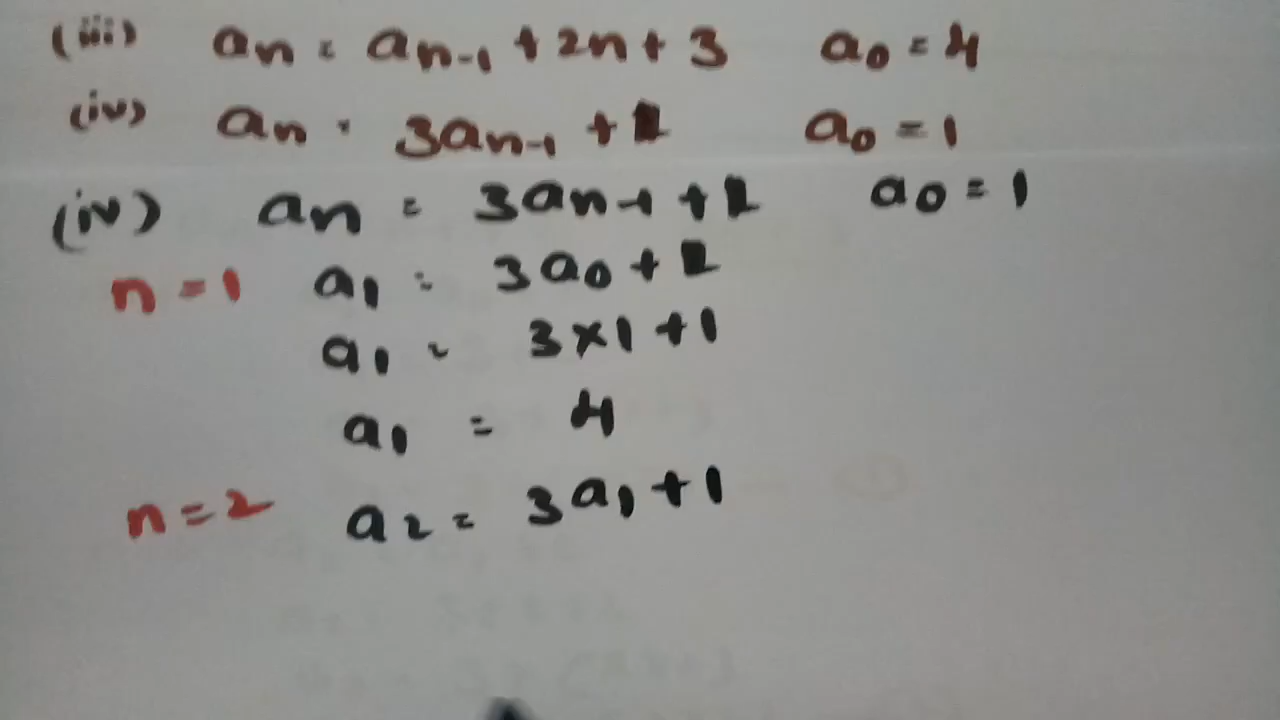 (iii) an = an-1 + 2n + 3 a0 = 4
(iv) an = 3an-1 + 1 a0 = 1
(iv) an = 3an-1 + 1 a0 = 1
n = 1 a1 = 3a0 + 1
a1 = 3×1 + 1
a1 = 4
n = 2 a2 = 3a1 + 1